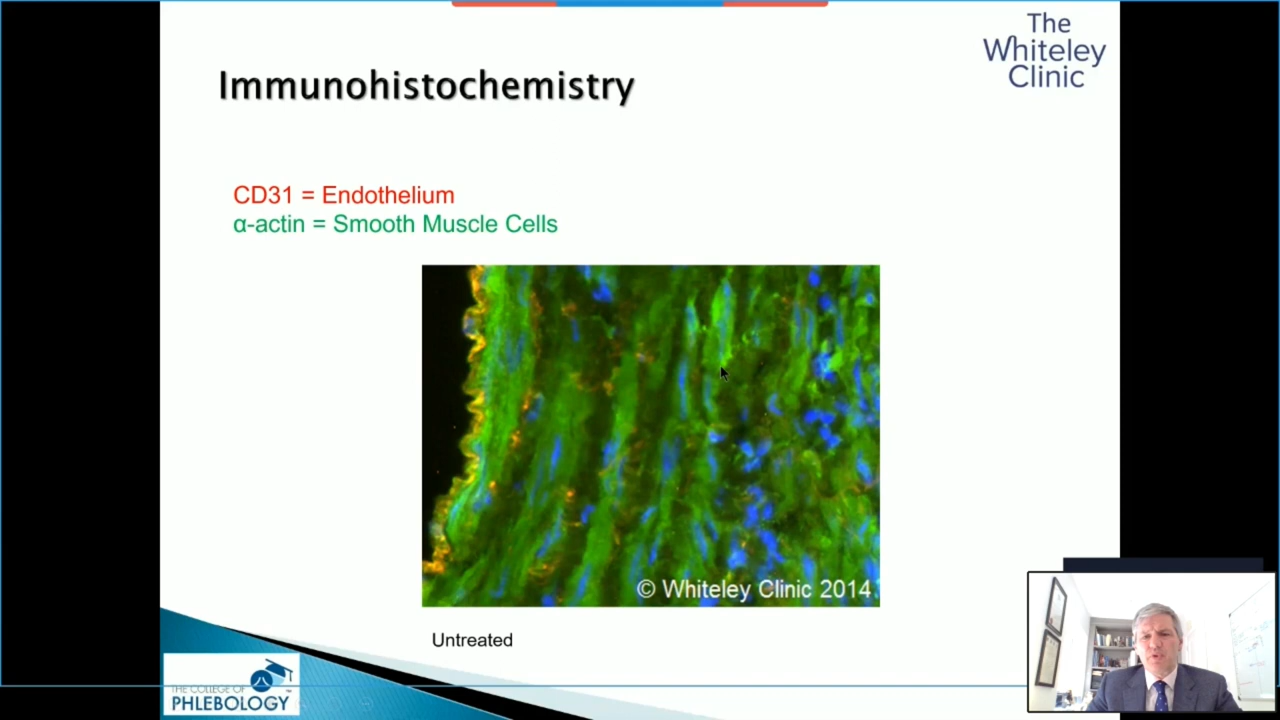 The
Whiteley
Clinic
Immunohistochemistry
CD31 = Endothelium
α-actin = Smooth Muscle Cells
© Whiteley Clinic 2014
Untreated
THE COLLEGE OF
PHLEBOLOGY